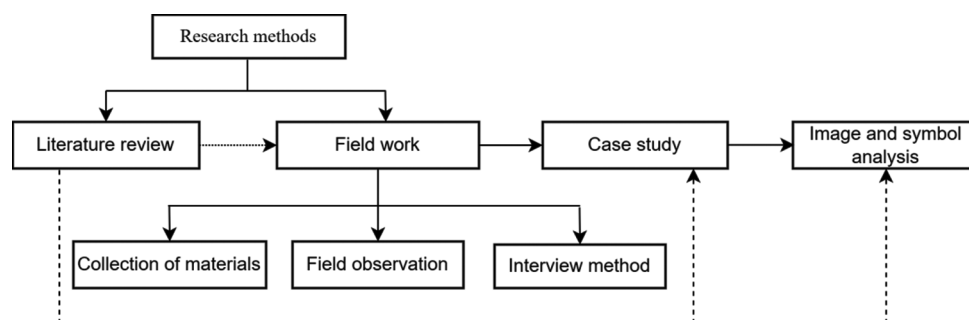 Research methods
Literature review
Field work
Case study
Image and symbol
analysis
Collection of materials
Field observation
Interview method